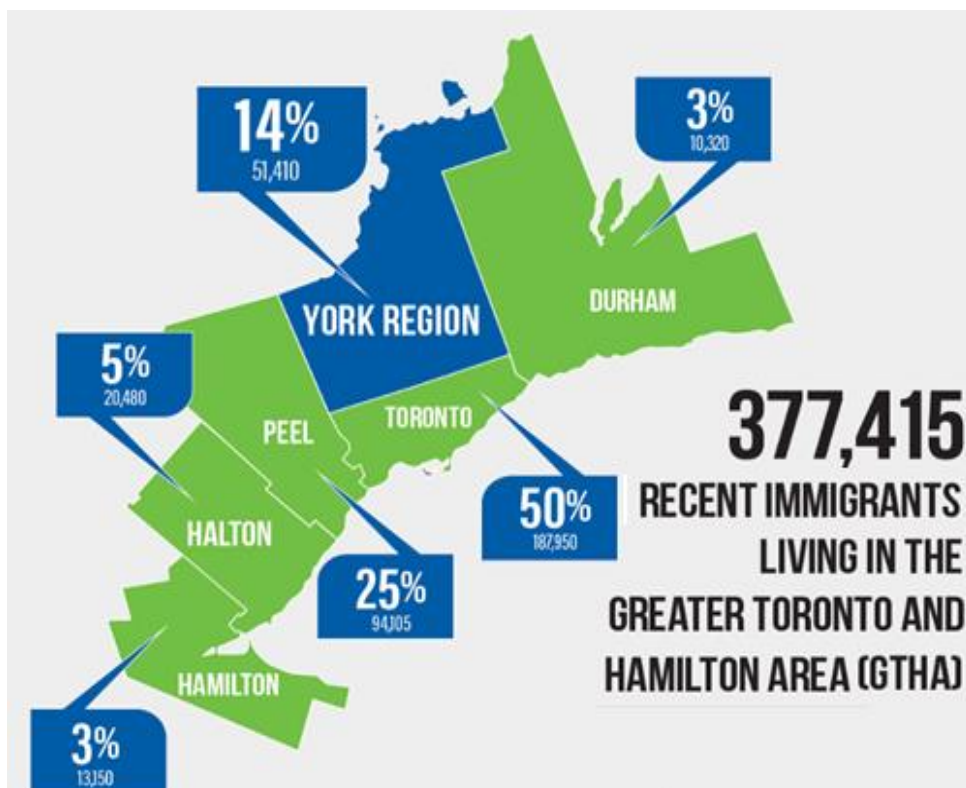 14%
51,410
3%
10,320
DURHAM
YORK REGION
5%
20,480
PEEL
TORONTO
377,415
RECENT IMMIGRANTS
LIVING IN THE
GREATER TORONTO AND
HAMILTON AREA (GTHA)
50%
187,950
HALTON
25%
94,105
HAMILTON
3%
13,150